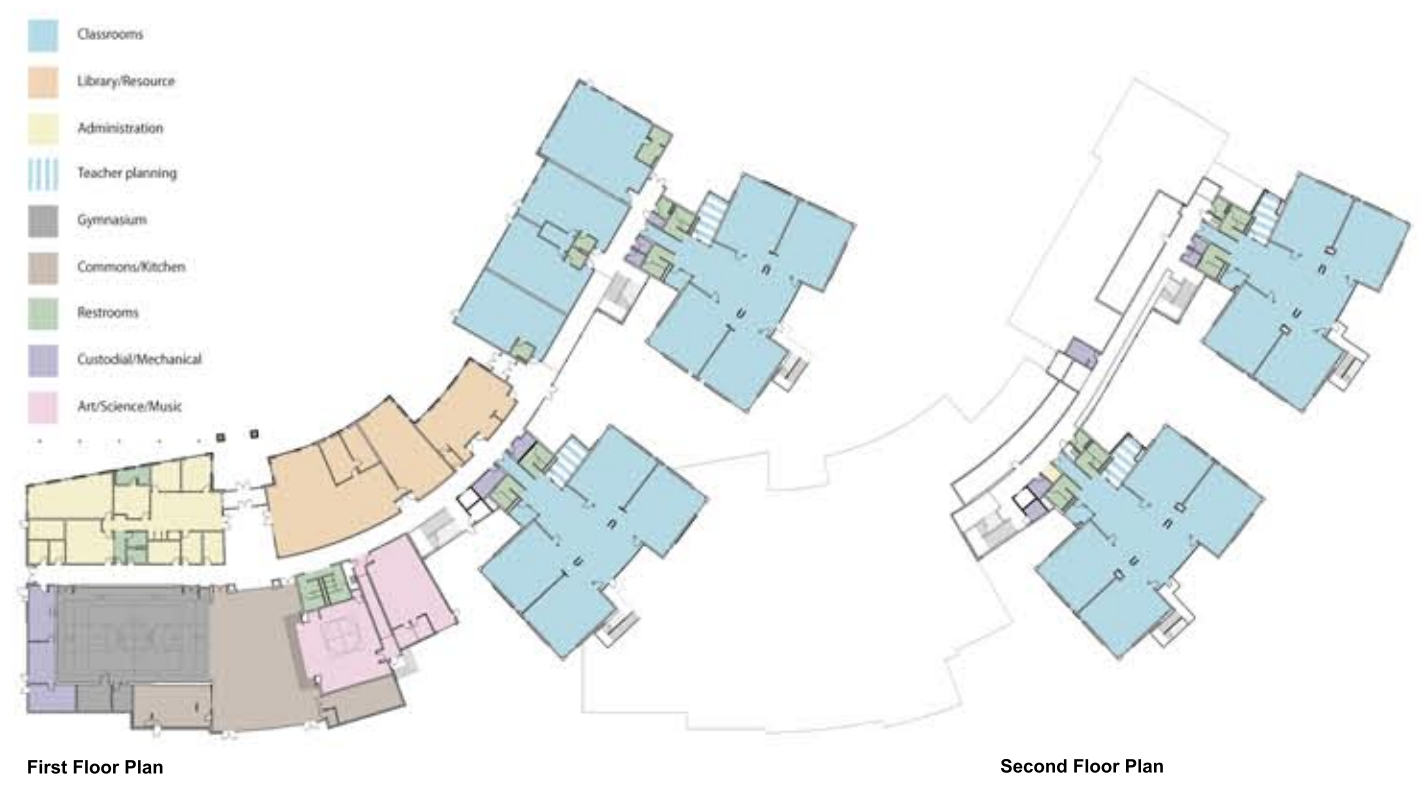 Classrooms
Library/Resource
Administration
Teacher planning
Gymnasium
Commons/Kitchen
Restrooms
Custodial/Mechanical
Art/Science/Music
First Floor Plan
Second Floor Plan